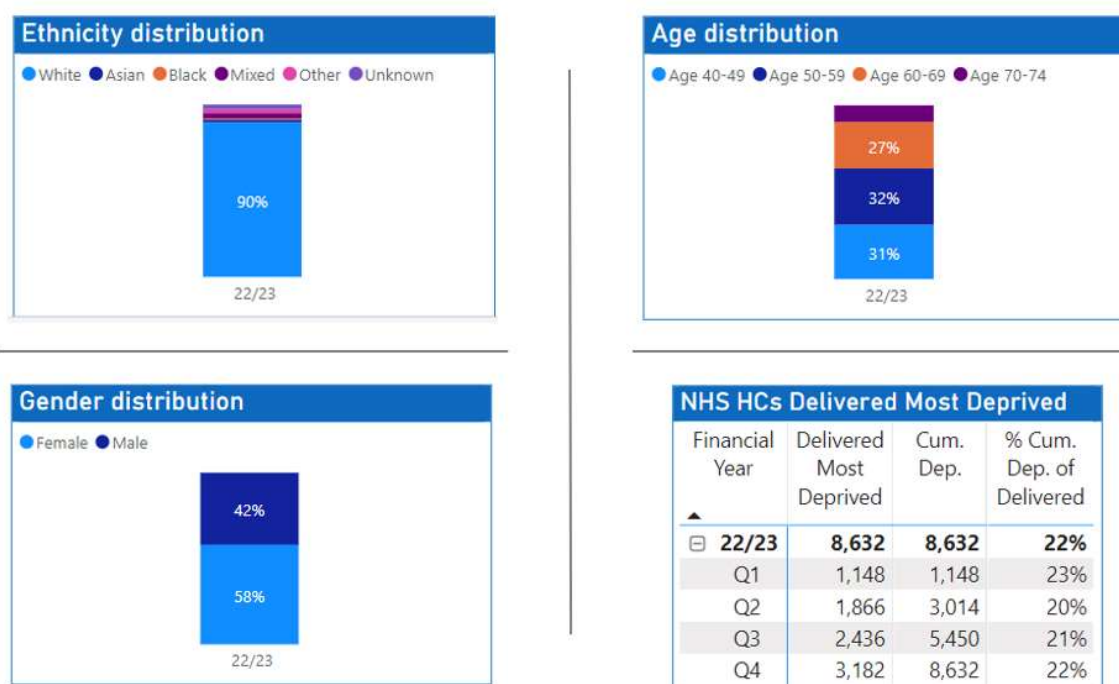 Ethnicity distribution
White Asian Black Mixed Other Unknown
90%
22/23
Age distribution
Age 40-49 Age 50-59 Age 60-69 Age 70-74
27%
32%
31%
22/23
Gender distribution
Female Male
42%
58%
22/23
NHS HCs Delivered Most Deprived
Financial Delivered Cum. % Cum.
Year Most Dep. Dep. of
Deprived Delivered
22/23 8,632 8,632 22%
Q1 1,148 1,148 23%
Q2 1,866 3,014 20%
Q3 2,436 5,450 21%
Q4 3,182 8,632 22%